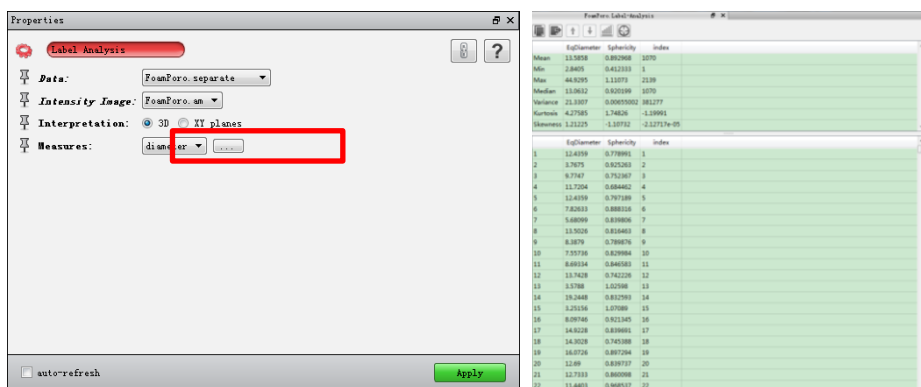 Properties
Label Analysis
?
Data: FoamPoro.separate
Intensity Image: FoamPoro.am
Interpretation: 3D XY planes
Measures: diameter ...
auto-refresh Apply
FoamPoro.Label-Analysis
EqDiameter Sphericity index
Mean 13.5858 0.892968 1070
Min 2.8405 0.412333 1
Max 44.9295 1.11073 2139
Median 13.0632 0.920199 1070
Variance 21.3307 0.00655002 381277
Kurtosis 4.27585 1.74826 -1.19991
Skewness 1.21225 -1.10732 -2.12717e-05
EqDiameter Sphericity index
1 12.4359 0.778991 1
2 3.7675 0.925263 2
3 9.7747 0.752367 3
4 11.7204 0.684462 4
5 12.4359 0.797189 5
6 7.82633 0.888316 6
7 5.68099 0.839806 7
8 13.5026 0.816463 8
9 8.3879 0.789876 9
10 7.55736 0.829984 10
11 8.69334 0.846583 11
12 13.7428 0.742226 12
13 3.5788 1.02598 13
14 19.2448 0.832593 14
15 3.25156 1.07089 15
16 8.09746 0.921345 16
17 14.9228 0.839691 17
18 14.3028 0.745388 18
19 16.0726 0.897294 19
20 12.69 0.839737 20
21 12.7333 0.860098 21
22 11.4403 0.968537 22